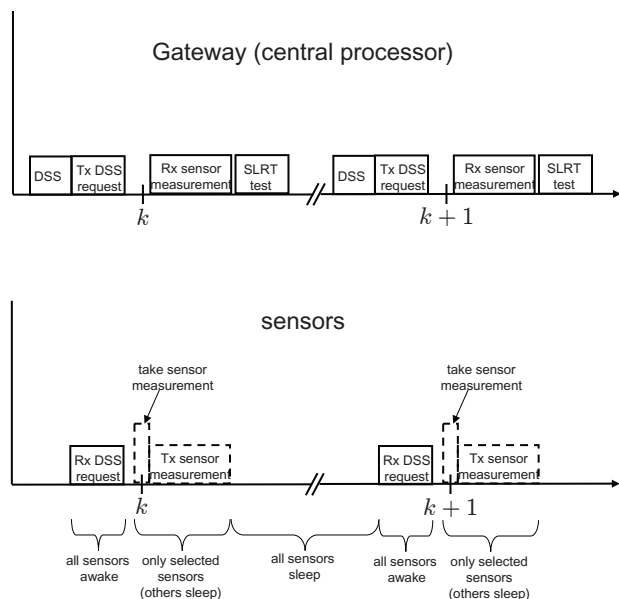 Gateway (central processor)
DSS
Tx DSS
request
Rx sensor
measurement
SLRT
test
DSS
Tx DSS
request
Rx sensor
measurement
SLRT
test
k
k + 1
sensors
take sensor
measurement
take sensor
measurement
Rx DSS
request
Tx sensor
measurement
Rx DSS
request
Tx sensor
measurement
k
k + 1
all sensors
awake
only selected
sensors
(others sleep)
all sensors
sleep
all sensors
awake
only selected
sensors
(others sleep)